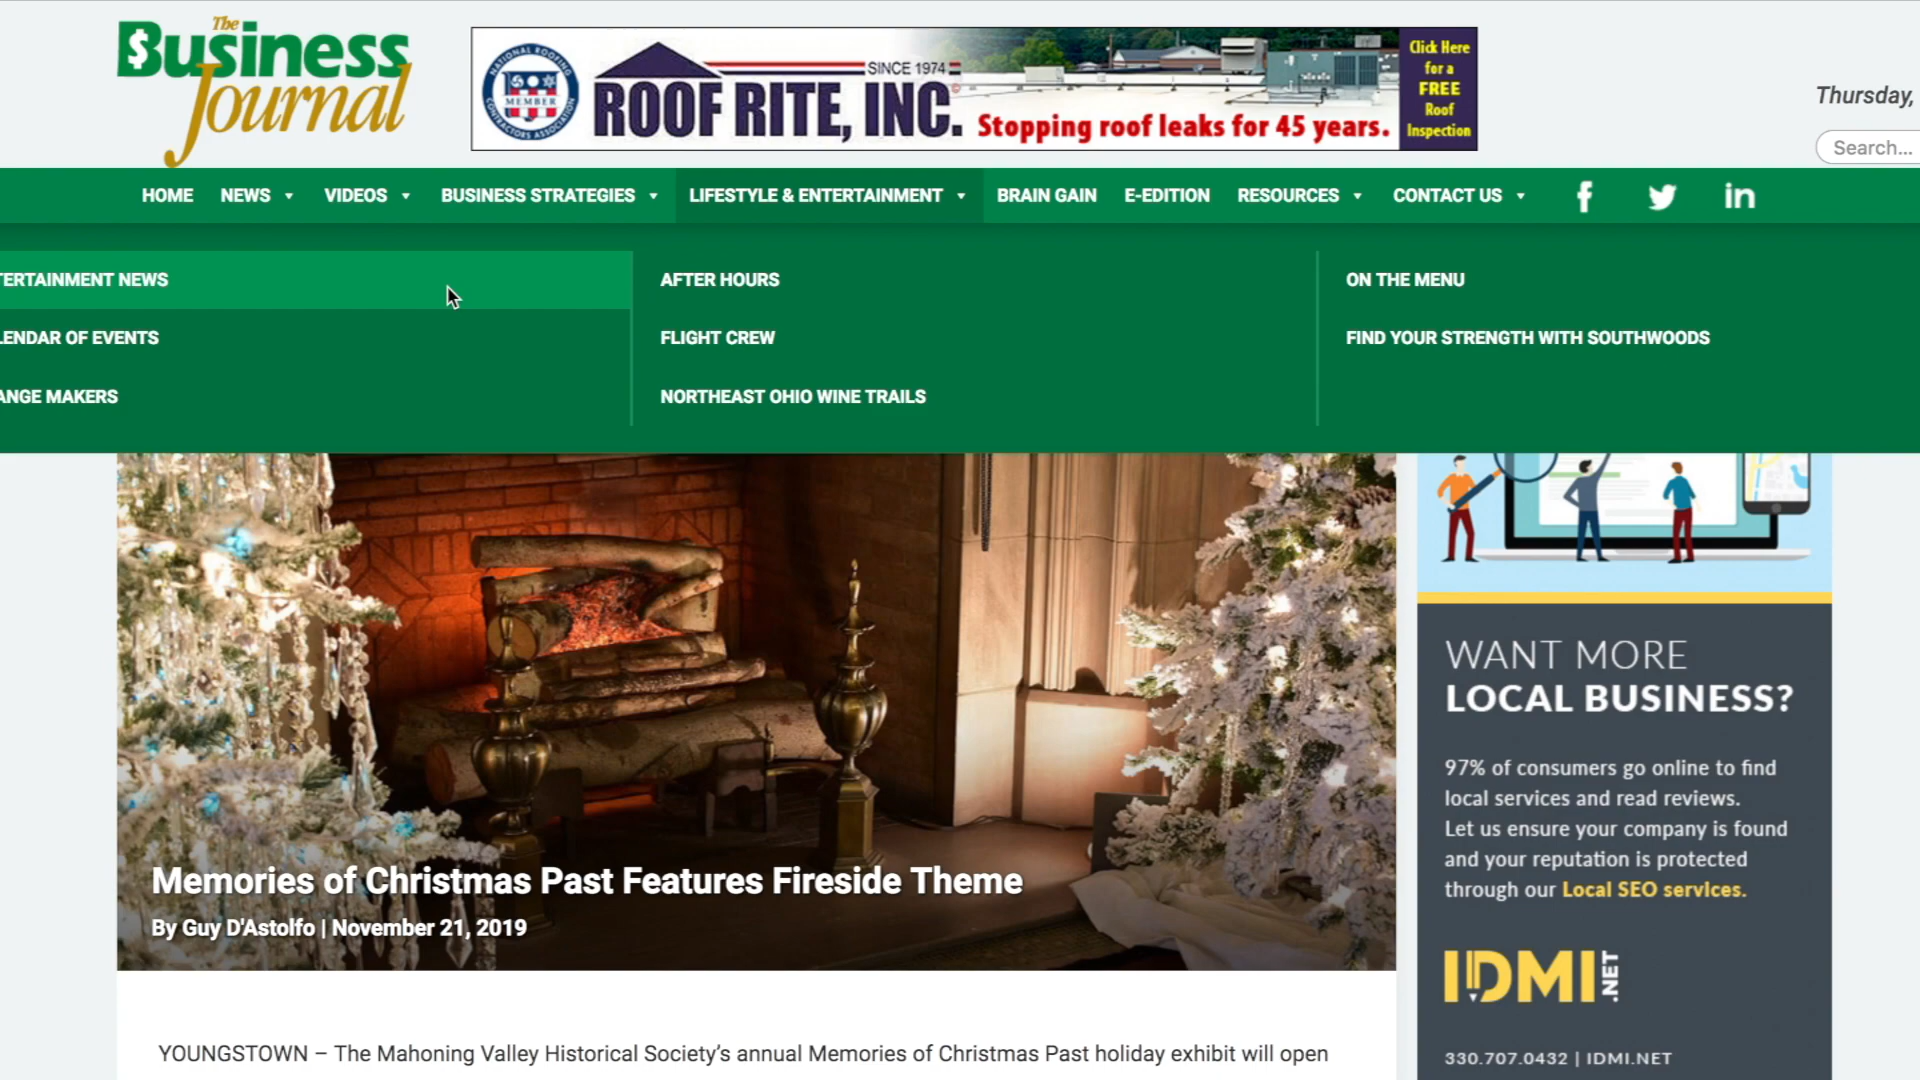 The
Business
Journal
NATIONAL ROOFING
MEMBER
CONTRACTORS ASSOCIATION
SINCE 1974
ROOF RITE, INC.
Stopping roof leaks for 45 years.
Click Here
for a
FREE
Roof
Inspection
Thursday,
Search...
HOME NEWS VIDEOS BUSINESS STRATEGIES LIFESTYLE & ENTERTAINMENT BRAIN GAIN E-EDITION RESOURCES CONTACT US
TERTAINMENT NEWS AFTER HOURS ON THE MENU
LENDAR OF EVENTS FLIGHT CREW FIND YOUR STRENGTH WITH SOUTHWOODS
ANGE MAKERS NORTHEAST OHIO WINE TRAILS
Memories of Christmas Past Features Fireside Theme
By Guy D'Astolfo | November 21, 2019
YOUNGSTOWN – The Mahoning Valley Historical Society’s annual Memories of Christmas Past holiday exhibit will open
WANT MORE
LOCAL BUSINESS?
97% of consumers go online to find
local services and read reviews.
Let us ensure your company is found
and your reputation is protected
through our Local SEO services.
IDMI.NET
330.707.0432 | IDMI.NET